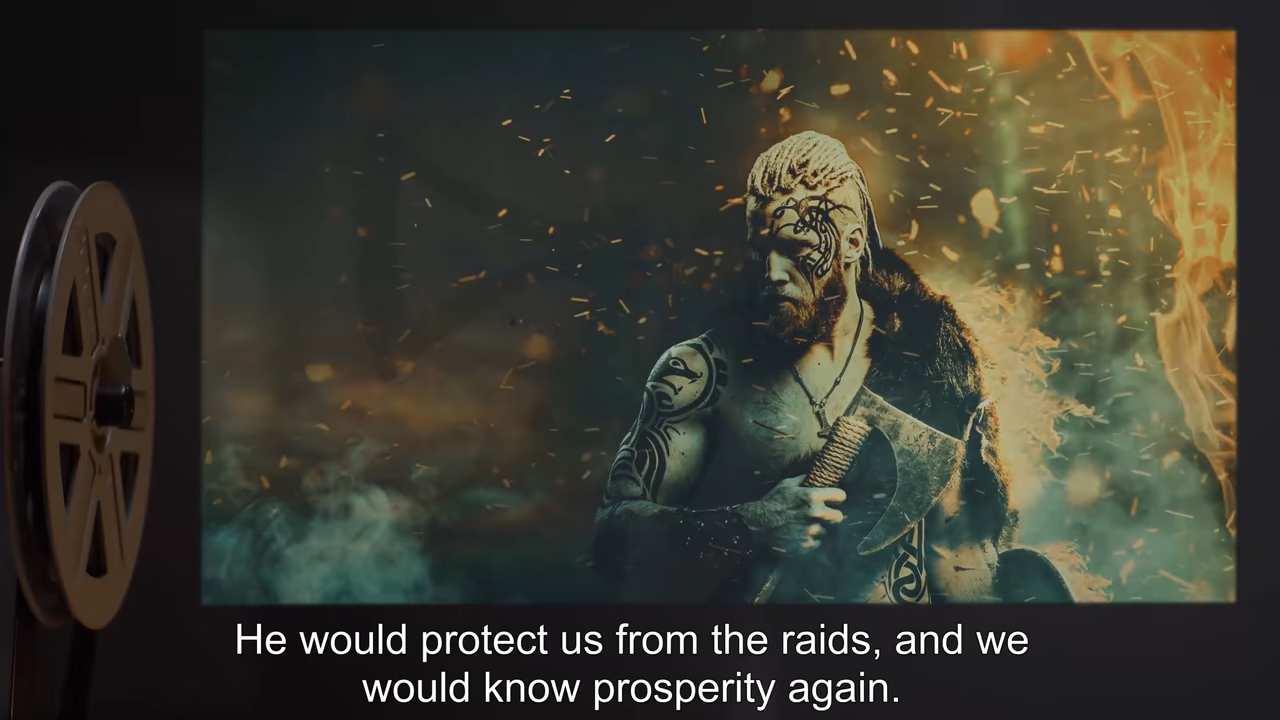 He would protect us from the raids, and we
would know prosperity again.